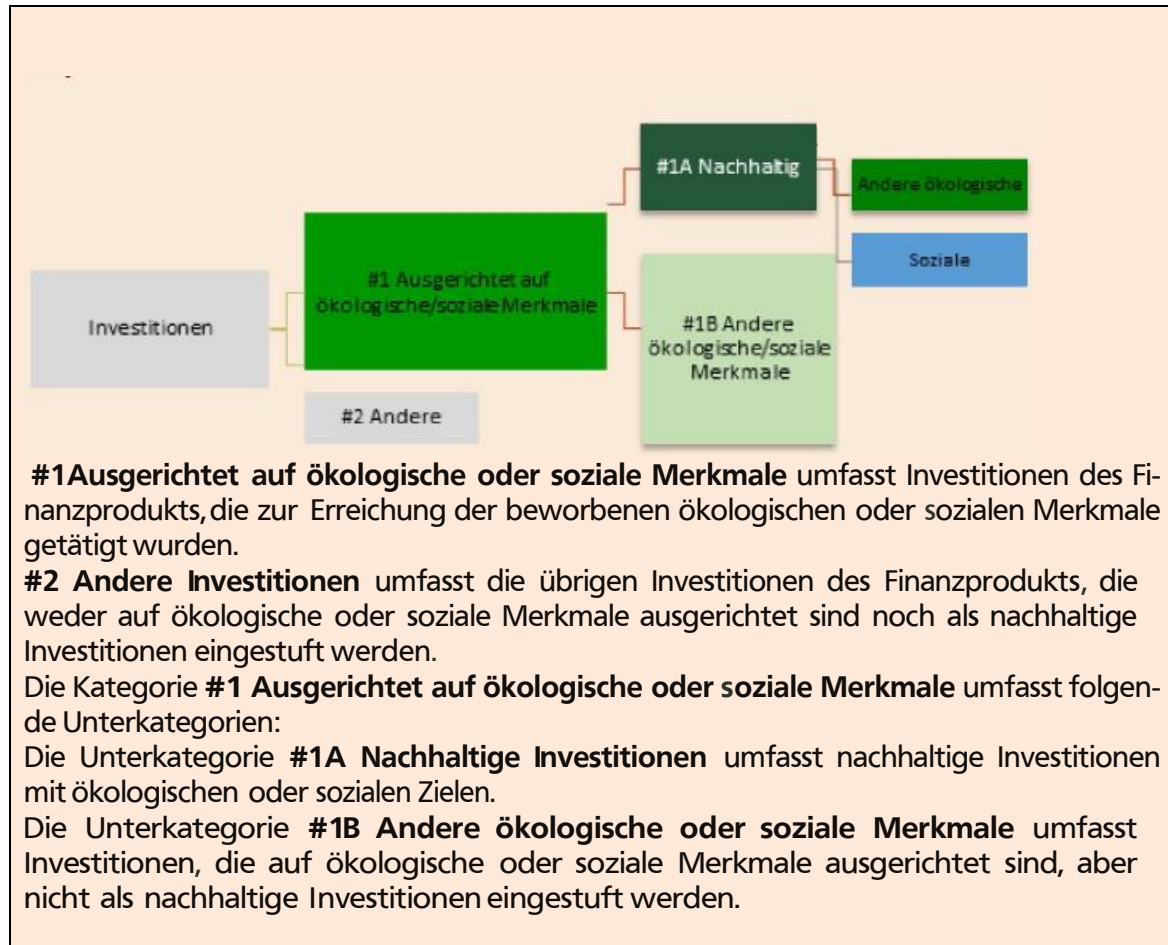 #1A Nachhaltig
Andere ökologische
Soziale
#1 Ausgerichtet auf
ökologische/soziale Merkmale
Investitionen
#1B Andere
ökologische/soziale
Merkmale
#2 Andere
#1Ausgerichtet auf ökologische oder soziale Merkmale umfasst Investitionen des Fi-
nanzprodukts, die zur Erreichung der beworbenen ökologischen oder sozialen Merkmale
getätigt wurden.
#2 Andere Investitionen umfasst die übrigen Investitionen des Finanzprodukts, die
weder auf ökologische oder soziale Merkmale ausgerichtet sind noch als nachhaltige
Investitionen eingestuft werden.
Die Kategorie #1 Ausgerichtet auf ökologische oder soziale Merkmale umfasst folgen-
de Unterkategorien:
Die Unterkategorie #1A Nachhaltige Investitionen umfasst nachhaltige Investitionen
mit ökologischen oder sozialen Zielen.
Die Unterkategorie #1B Andere ökologische oder soziale Merkmale umfasst
Investitionen, die auf ökologische oder soziale Merkmale ausgerichtet sind, aber
nicht als nachhaltige Investitionen eingestuft werden.